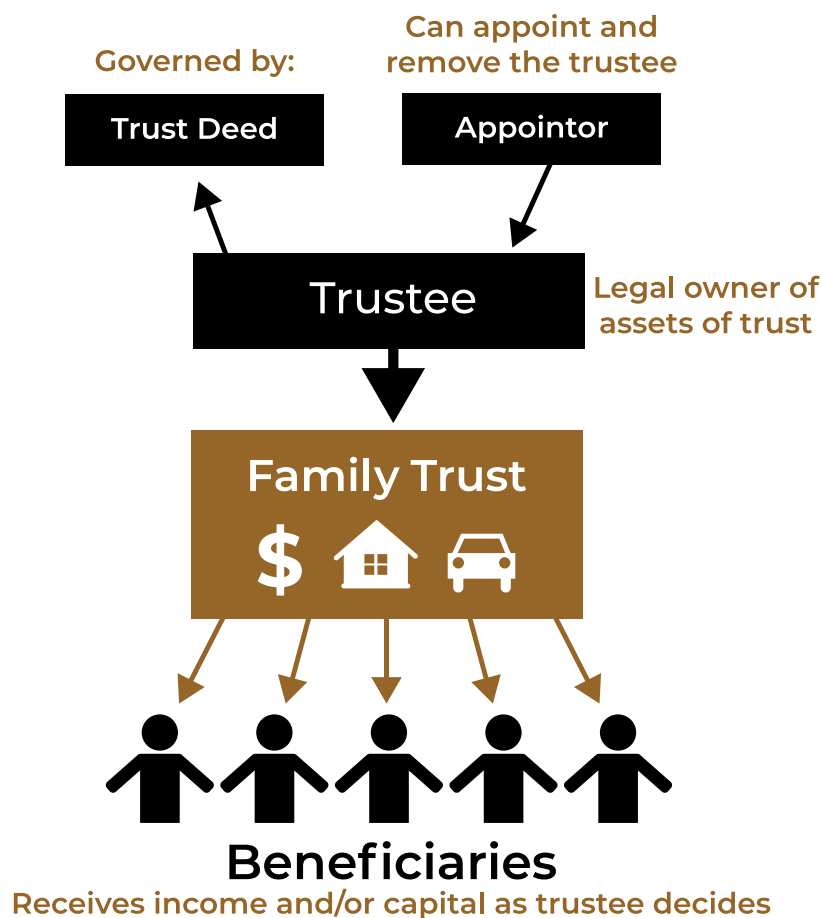 Governed by:
Can appoint and
remove the trustee
Trust Deed
Appointor
Trustee
Legal owner of
assets of trust
Family Trust
$
Beneficiaries
Receives income and/or capital as trustee decides